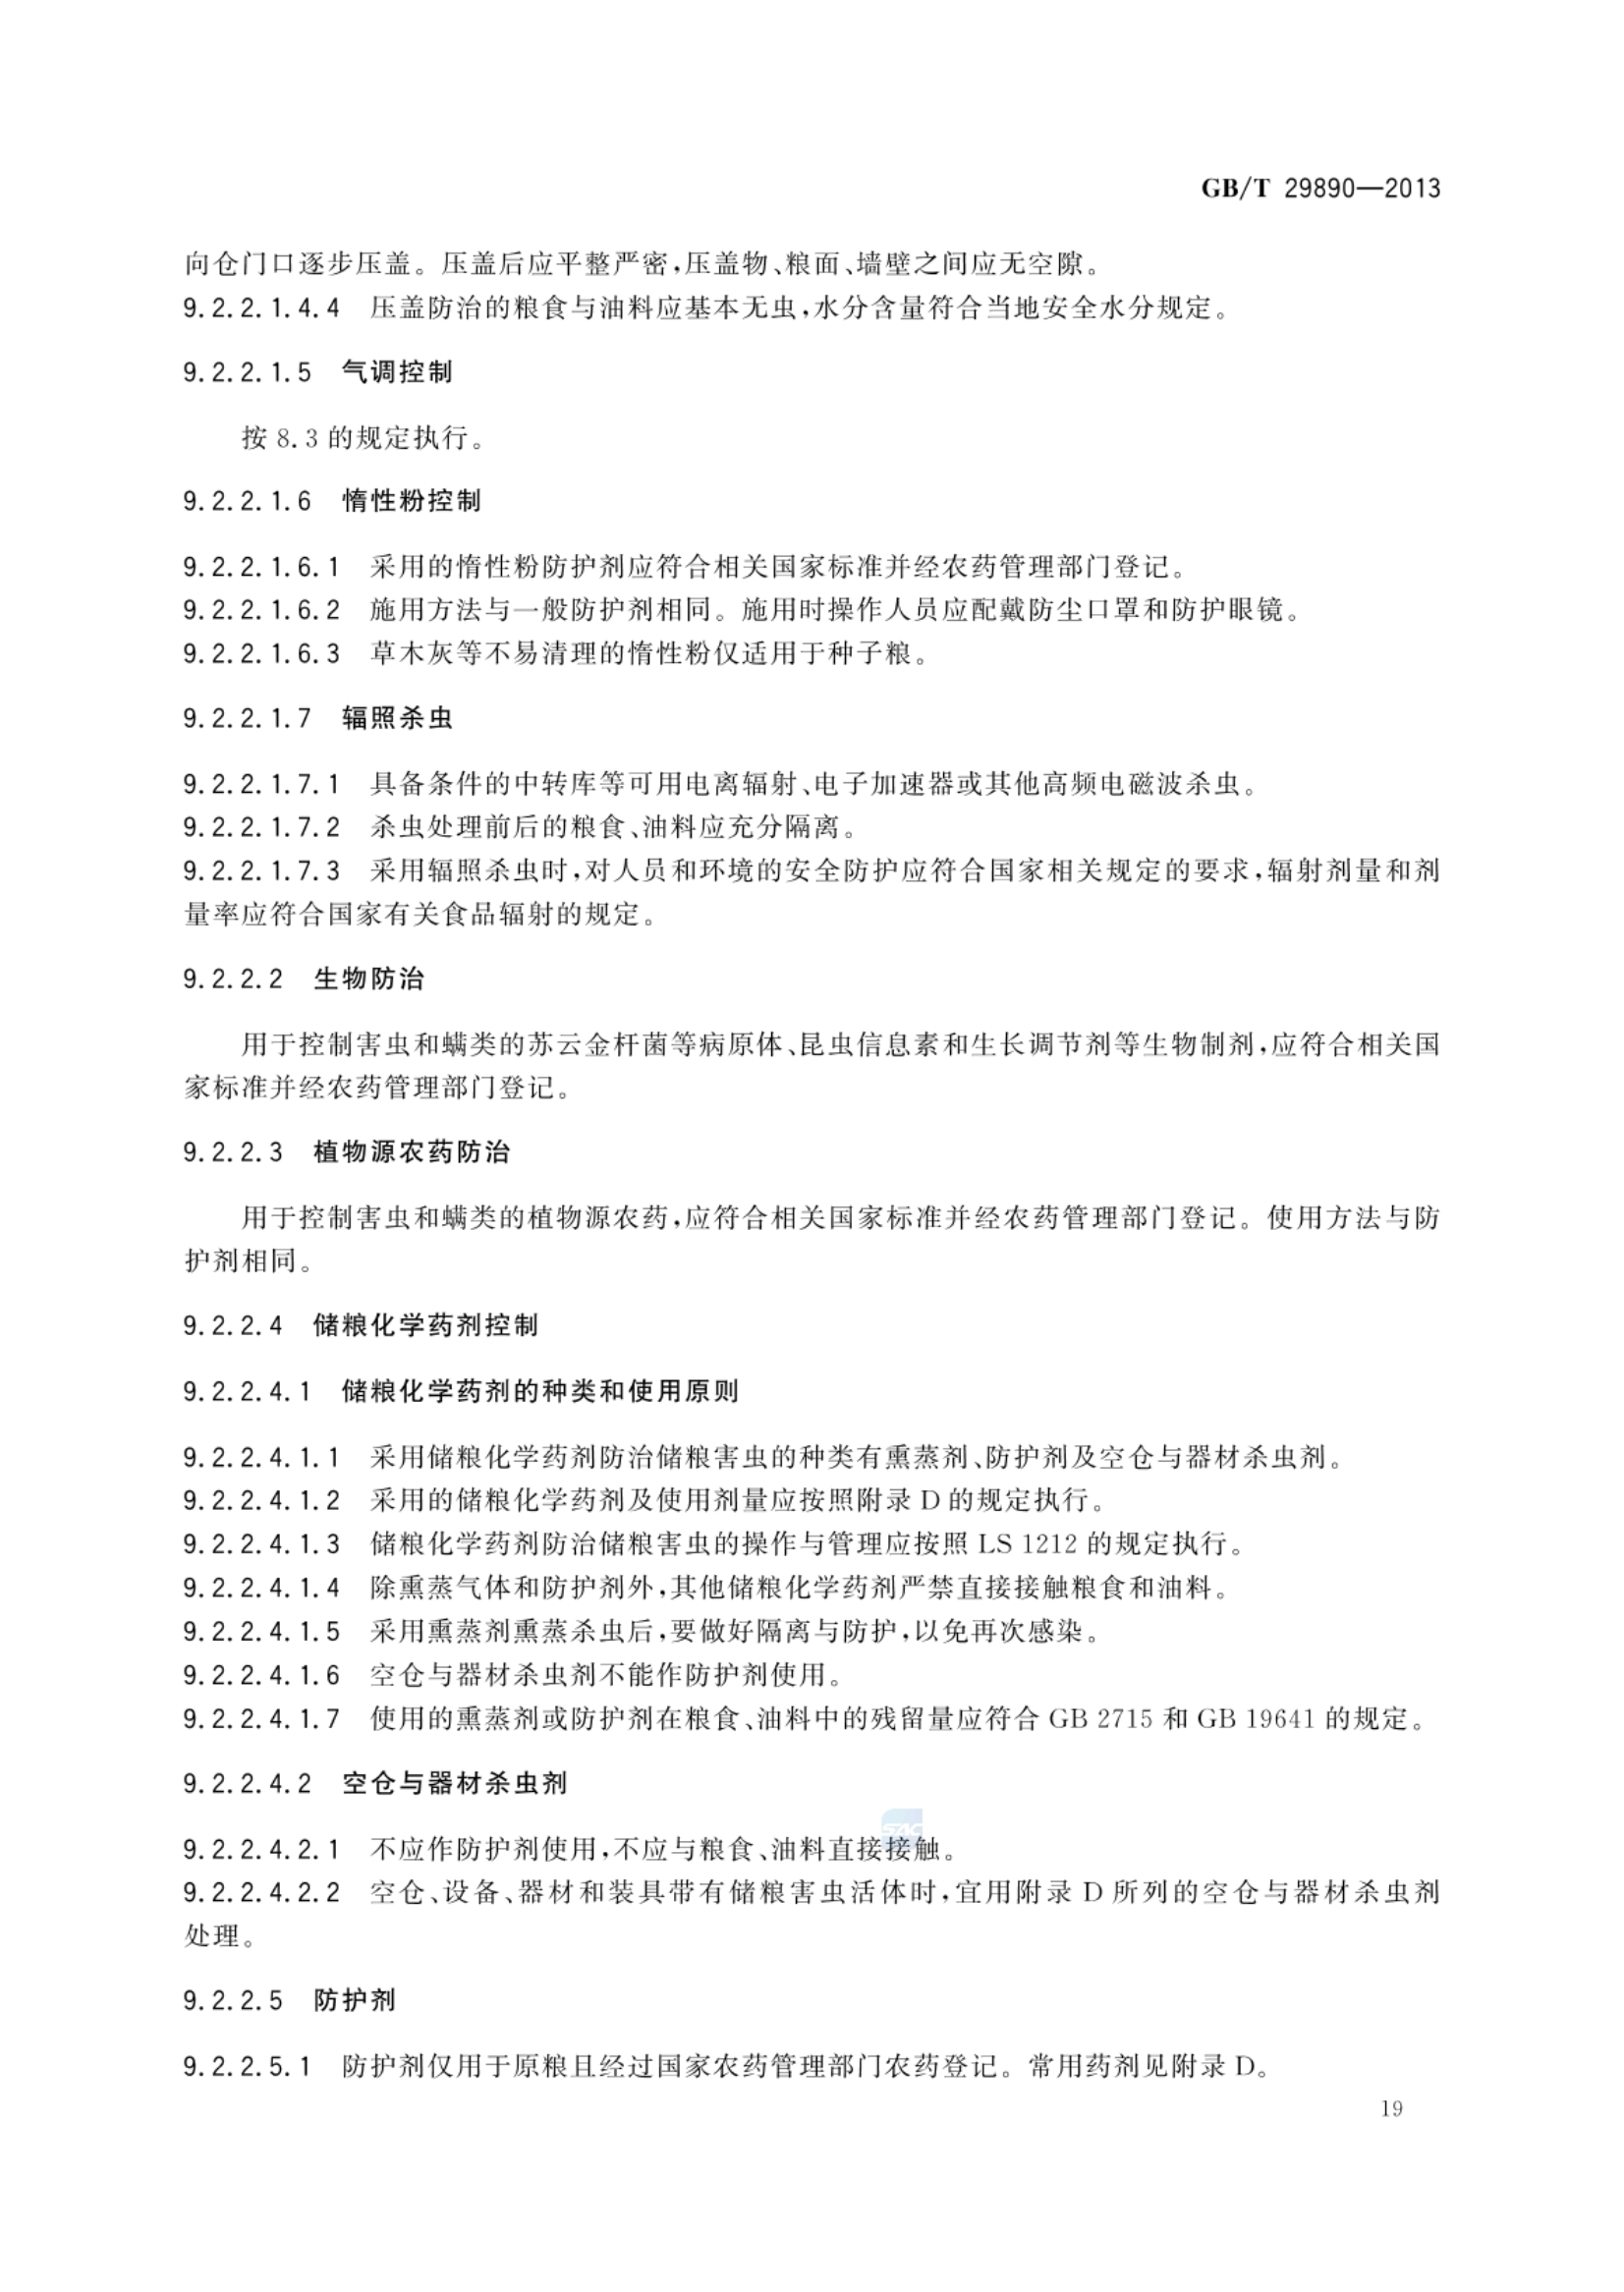 GB/T 29890—2013
向仓门口逐步压盖。压盖后应平整严密,压盖物、粮面、墙壁之间应无空隙。
9.2.2.1.4.4 压盖防治的粮食与油料应基本无虫,水分含量符合当地安全水分规定。
9.2.2.1.5 气调控制
按 8.3 的规定执行。
9.2.2.1.6 惰性粉控制
9.2.2.1.6.1 采用的惰性粉防护剂应符合相关国家标准并经农药管理部门登记。
9.2.2.1.6.2 施用方法与一般防护剂相同。施用时操作人员应配戴防尘口罩和防护眼镜。
9.2.2.1.6.3 草木灰等不易清理的惰性粉仅适用于种子粮。
9.2.2.1.7 辐照杀虫
9.2.2.1.7.1 具备条件的中转库等可用电离辐射、电子加速器或其他高频电磁波杀虫。
9.2.2.1.7.2 杀虫处理前后的粮食、油料应充分隔离。
9.2.2.1.7.3 采用辐照杀虫时,对人员和环境的安全防护应符合国家相关规定的要求,辐射剂量和剂
量率应符合国家有关食品辐射的规定。
9.2.2.2 生物防治
用于控制害虫和螨类的苏云金杆菌等病原体、昆虫信息素和生长调节剂等生物制剂,应符合相关国
家标准并经农药管理部门登记。
9.2.2.3 植物源农药防治
用于控制害虫和螨类的植物源农药,应符合相关国家标准并经农药管理部门登记。使用方法与防
护剂相同。
9.2.2.4 储粮化学药剂控制
9.2.2.4.1 储粮化学药剂的种类和使用原则
9.2.2.4.1.1 采用储粮化学药剂防治储粮害虫的种类有熏蒸剂、防护剂及空仓与器材杀虫剂。
9.2.2.4.1.2 采用的储粮化学药剂及使用剂量应按照附录 D 的规定执行。
9.2.2.4.1.3 储粮化学药剂防治储粮害虫的操作与管理应按照 LS 1212 的规定执行。
9.2.2.4.1.4 除熏蒸气体和防护剂外,其他储粮化学药剂严禁直接接触粮食和油料。
9.2.2.4.1.5 采用熏蒸剂熏蒸杀虫后,要做好隔离与防护,以免再次感染。
9.2.2.4.1.6 空仓与器材杀虫剂不能作防护剂使用。
9.2.2.4.1.7 使用的熏蒸剂或防护剂在粮食、油料中的残留量应符合 GB 2715 和 GB 19641 的规定。
9.2.2.4.2 空仓与器材杀虫剂
SAC
9.2.2.4.2.1 不应作防护剂使用,不应与粮食、油料直接接触。
9.2.2.4.2.2 空仓、设备、器材和装具带有储粮害虫活体时,宜用附录 D 所列的空仓与器材杀虫剂
处理。
9.2.2.5 防护剂
9.2.2.5.1 防护剂仅用于原粮且经过国家农药管理部门农药登记。常用药剂见附录 D。
19